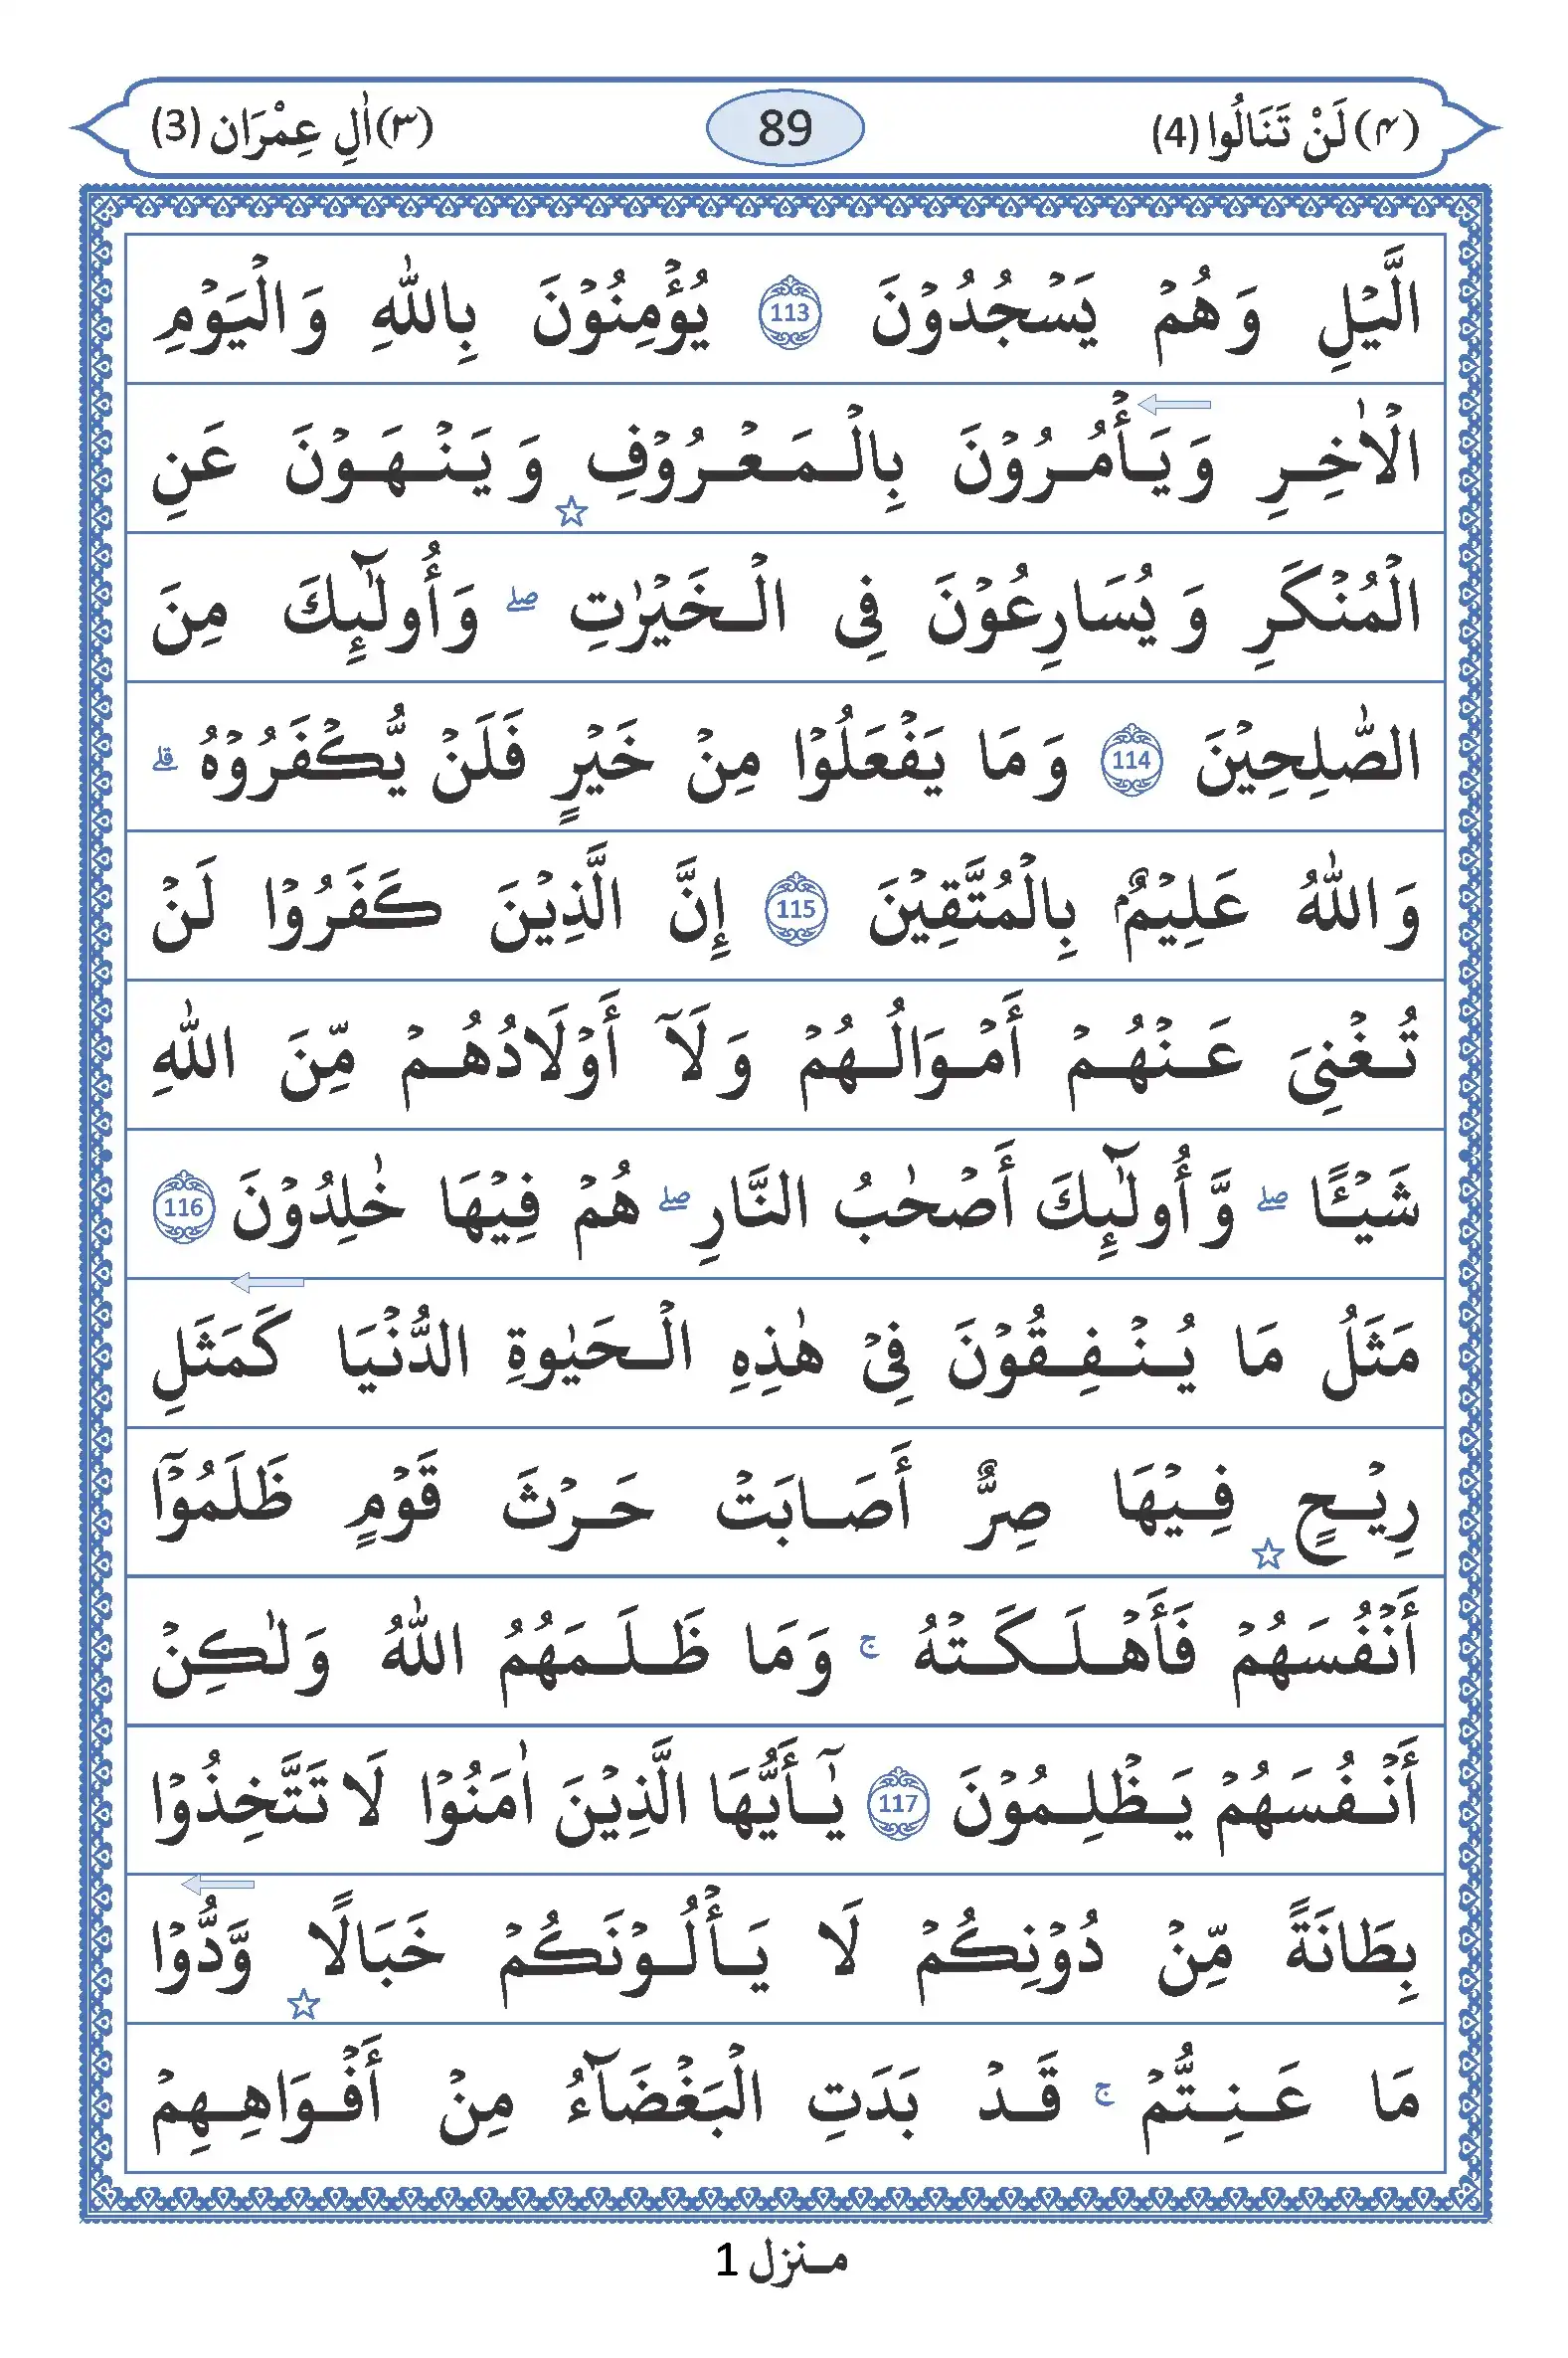 (٤) لَنْ تَنَالُوا (4) 89 (٣) اٰلِ عِمْرَان (3)
الَّيْلِ وَهُمْ يَسْجُدُوْنَ 113 يُؤْمِنُوْنَ بِاللّٰهِ وَالْيَوْمِ
الْاٰخِرِ وَيَأْمُرُوْنَ بِالْمَعْرُوْفِ وَيَنْهَوْنَ عَنِ
الْمُنْكَرِ وَيُسَارِعُوْنَ فِى الْخَيْرٰتِ ۖ وَأُولٰٓئِكَ مِنَ
الصّٰلِحِيْنَ 114 وَمَا يَفْعَلُوْا مِنْ خَيْرٍ فَلَنْ يُّكْفَرُوْهُ ۗ
وَاللّٰهُ عَلِيْمٌۢ بِالْمُتَّقِيْنَ 115 إِنَّ الَّذِيْنَ كَفَرُوْا لَنْ
تُغْنِىَ عَنْهُمْ أَمْوَالُهُمْ وَلَآ أَوْلَادُهُمْ مِّنَ اللّٰهِ
شَيْـًٔا ۖ وَّأُولٰٓئِكَ أَصْحٰبُ النَّارِ ۖ هُمْ فِيْهَا خٰلِدُوْنَ 116
مَثَلُ مَا يُنْفِقُوْنَ فِىْ هٰذِهِ الْحَيٰوةِ الدُّنْيَا كَمَثَلِ
رِيْحٍ فِيْهَا صِرٌّ أَصَابَتْ حَرْثَ قَوْمٍ ظَلَمُوْٓا
أَنْفُسَهُمْ فَأَهْلَكَتْهُ ۚ وَمَا ظَلَمَهُمُ اللّٰهُ وَلٰكِنْ
أَنْفُسَهُمْ يَظْلِمُوْنَ 117 يٰٓأَيُّهَا الَّذِيْنَ اٰمَنُوْا لَا تَتَّخِذُوْا
بِطَانَةً مِّنْ دُوْنِكُمْ لَا يَأْلُوْنَكُمْ خَبَالًا وَّدُّوْا
مَا عَنِتُّمْ ۚ قَدْ بَدَتِ الْبَغْضَآءُ مِنْ أَفْوَاهِهِمْ
منزل 1